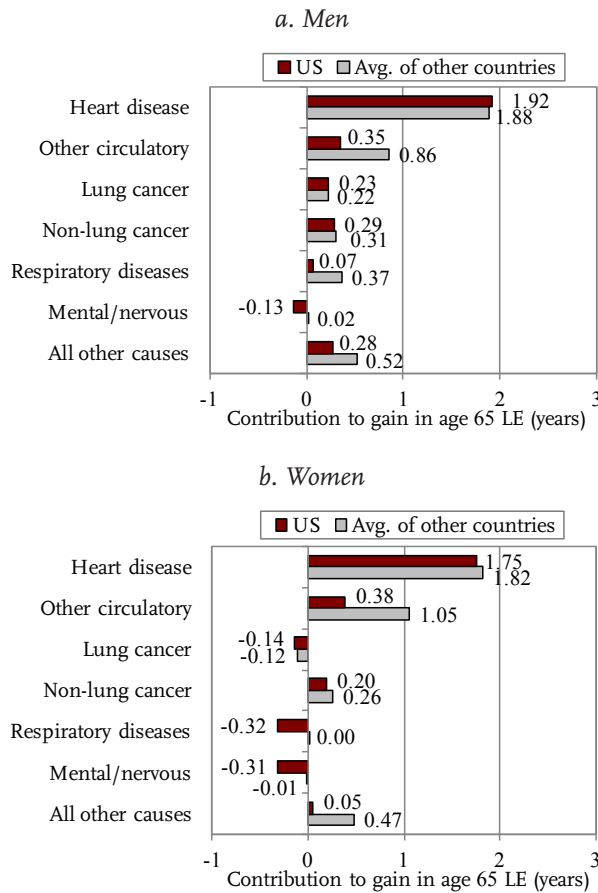 a. Men
US Avg. of other countries
Heart disease 1.92
1.88
Other circulatory 0.35
0.86
Lung cancer 0.23
0.22
Non-lung cancer 0.29
0.31
Respiratory diseases 0.07
0.37
Mental/nervous -0.13
0.02
All other causes 0.28
0.52
-1 0 1 2 3
Contribution to gain in age 65 LE (years)
b. Women
US Avg. of other countries
Heart disease 1.75
1.82
Other circulatory 0.38
1.05
Lung cancer -0.14
-0.12
Non-lung cancer 0.20
0.26
Respiratory diseases -0.32
0.00
Mental/nervous -0.31
-0.01
All other causes 0.05
0.47
-1 0 1 2 3
Contribution to gain in age 65 LE (years)